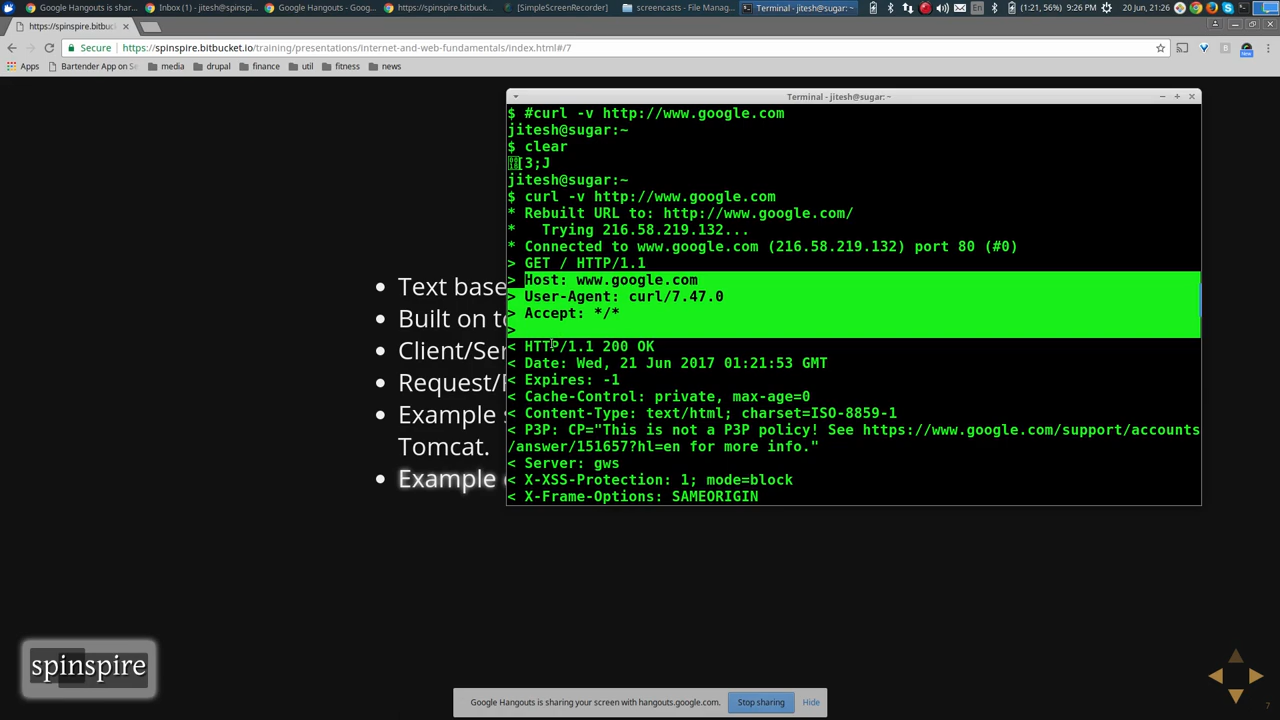 Google Hangouts is shar...
Inbox () - jitesh@spinspi...
Google Hangouts - Goog...
https://spinspire.bitbuck...
[SimpleScreenRecorder]
screencasts - File Manag...
Terminal - jitesh@sugar: ~
En
(1:21, 56%)
9:26 PM
20 Jun, 21:26
https://spinspire.bitbuc
Secure
https://spinspire.bitbucket.io/training/presentations/internet-and-web-fundamentals/index.html#/7
Apps
Bartender App on Se
media
drupal
finance
util
fitness
news
Terminal - jitesh@sugar: ~
$ #curl -v http://www.google.com
jitesh@sugar:~
$ clear
[3;J
jitesh@sugar:~
$ curl -v http://www.google.com
* Rebuilt URL to: http://www.google.com/
*   Trying 216.58.219.132...
* Connected to www.google.com (216.58.219.132) port 80 (#0)
> GET / HTTP/1.1
> Host: www.google.com
> User-Agent: curl/7.47.0
> Accept: */*
>
< HTTP/1.1 200 OK
< Date: Wed, 21 Jun 2017 01:21:53 GMT
< Expires: -1
< Cache-Control: private, max-age=0
< Content-Type: text/html; charset=ISO-8859-1
< P3P: CP="This is not a P3P policy! See https://www.google.com/support/accounts
/answer/151657?hl=en for more info."
< Server: gws
< X-XSS-Protection: 1; mode=block
< X-Frame-Options: SAMEORIGIN
Text base
Built on t
Client/Ser
Request/
Example s
Tomcat.
Example
spinspire
Google Hangouts is sharing your screen with hangouts.google.com.
Stop sharing
Hide
7